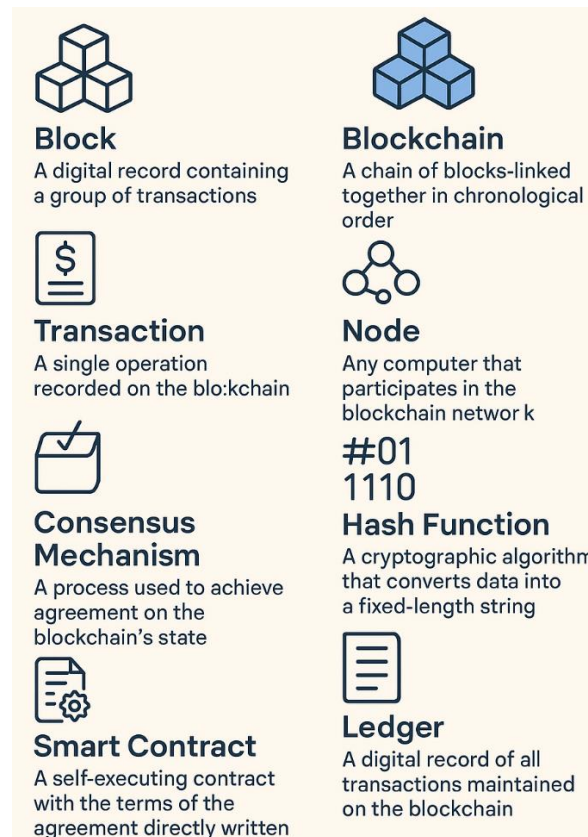 Block
A digital record containing
a group of transactions
Blockchain
A chain of blocks-linked
together in chronological
order
$
Transaction
A single operation
recorded on the blo:kchain
Node
Any computer that
participates in the
blockchain networ k
Consensus
Mechanism
A process used to achieve
agreement on the
blockchain's state
#01
1110
Hash Function
A cryptographic algorithm
that converts data into
a fixed-length string
Smart Contract
A self-executing contract
with the terms of the
agreement directly written
Ledger
A digital record of all
transactions maintained
on the blockchain